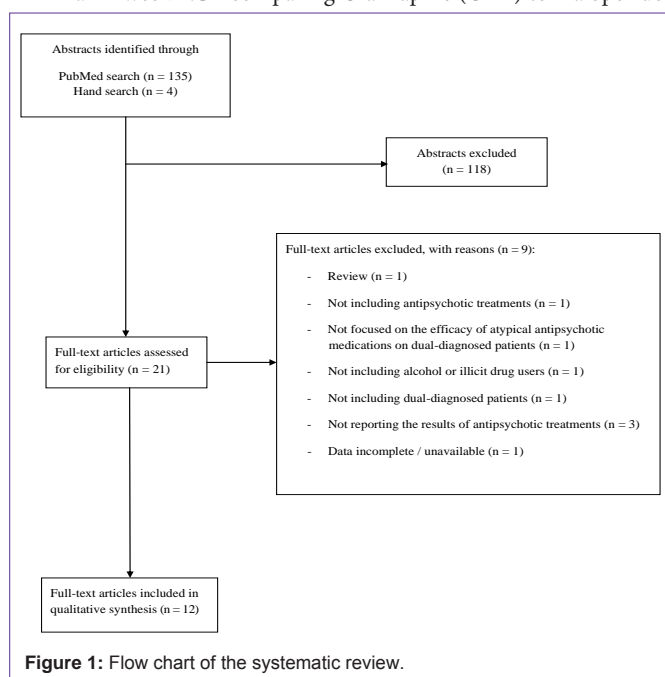 Abstracts identified through
PubMed search (n = 135)
Hand search (n = 4)
Abstracts excluded
(n = 118)
Full-text articles excluded, with reasons (n = 9):
- Review (n = 1)
- Not including antipsychotic treatments (n = 1)
- Not focused on the efficacy of atypical antipsychotic
medications on dual-diagnosed patients (n = 1)
- Not including alcohol or illicit drug users (n = 1)
- Not including dual-diagnosed patients (n = 1)
- Not reporting the results of antipsychotic treatments (n = 3)
- Data incomplete / unavailable (n = 1)
Full-text articles assessed
for eligibility (n = 21)
Full-text articles included in
qualitative synthesis (n = 12)
Figure 1: Flow chart of the systematic review.